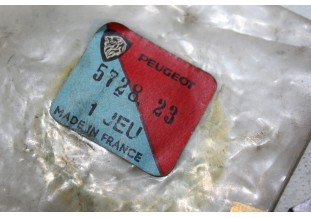 PEUGEOT
5728 23
1 JEU
MADE IN FRANCE